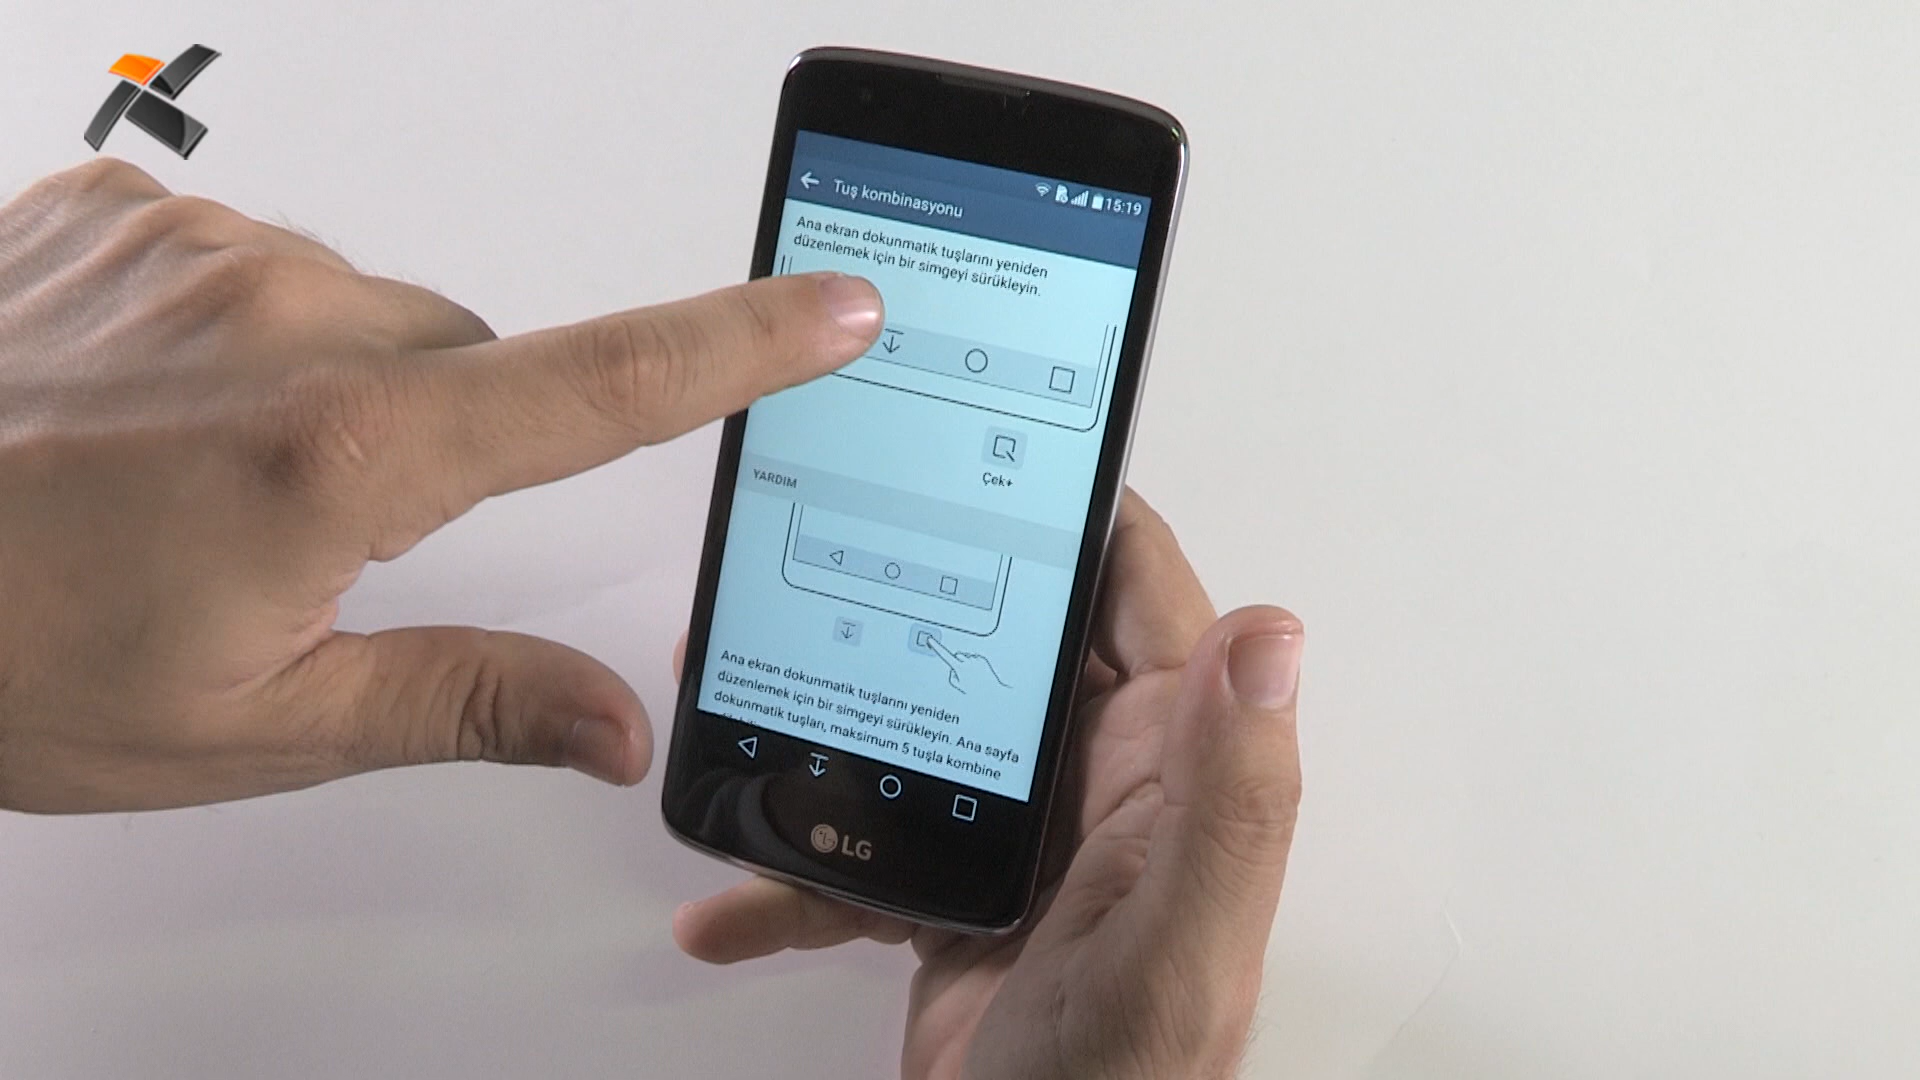 15:19
Tuş kombinasyonu
Ana ekran dokunmatik tuşlarını yeniden
düzenlemek için bir simgeyi sürükleyin.
Çek+
YARDIM
Ana ekran dokunmatik tuşlarını yeniden
düzenlemek için bir simgeyi sürükleyin. Ana sayfa
dokunmatik tuşları, maksimum 5 tuşla kombine
LG